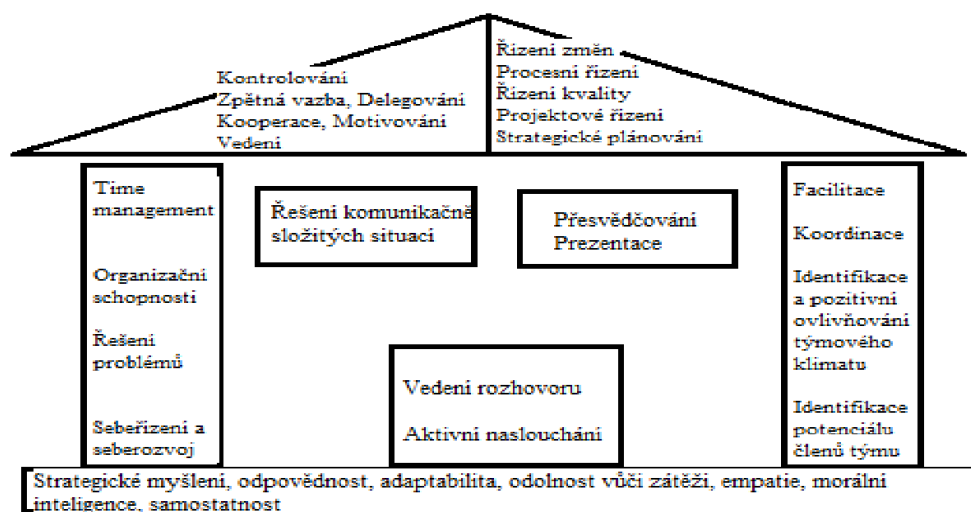 Kontrolování
Zpětná vazba, Delegování
Kooperace, Motivování
Vedení
Řízení změn
Procesní řízení
Řízení kvality
Projektové řízení
Strategické plánování
Time
management
Organizační
schopnosti
Řešení
problémů
Sebeřízení a
seberozvoj
Řešení komunikačně
složitých situací
Přesvědčování
Prezentace
Vedení rozhovoru
Aktivní naslouchání
Facilitace
Koordinace
Identifikace
a pozitivní
ovlivňování
týmového
klimatu
Identifikace
potenciálu
členů týmu
Strategické myšlení, odpovědnost, adaptabilita, odolnost vůči zátěži, empatie, morální
inteligence, samostatnost